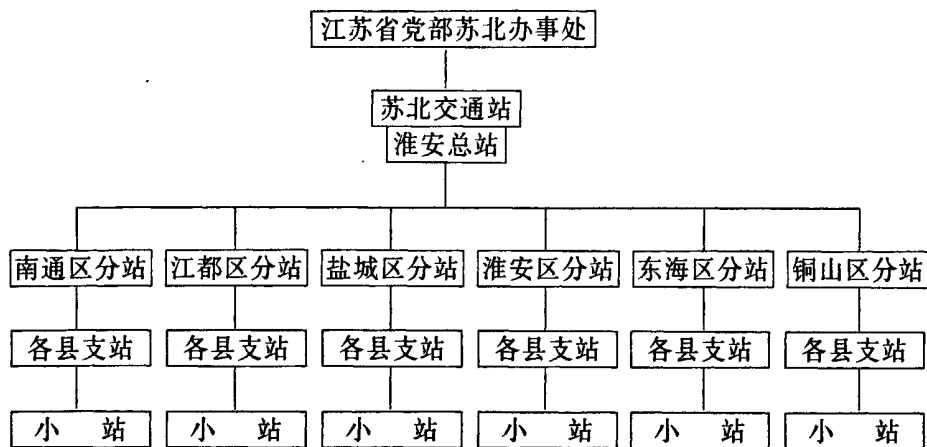 江苏省党部苏北办事处
苏北交通站
淮安总站
南通区分站 江都区分站 盐城区分站 淮安区分站 东海区分站 铜山区分站
各县支站 各县支站 各县支站 各县支站 各县支站 各县支站
小 站 小 站 小 站 小 站 小 站 小 站